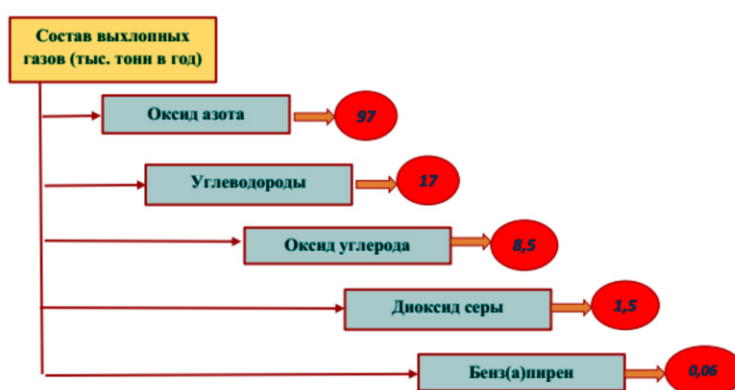 Состав выхлопных
газов (тыс. тонн в год)
Оксид азота
97
Углеводороды
17
Оксид углерода
8,5
Диоксид серы
1,5
Бенз(а)пирен
0,06